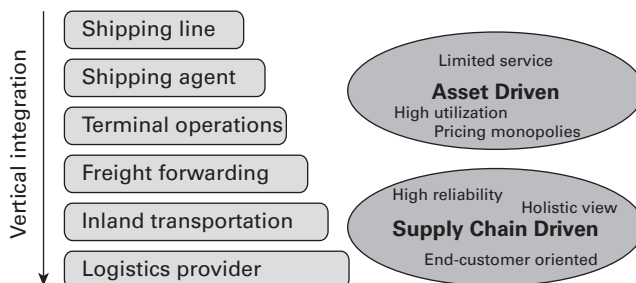 Vertical integration
Shipping line
Shipping agent
Terminal operations
Freight forwarding
Inland transportation
Logistics provider
Limited service
Asset Driven
High utilization
Pricing monopolies
High reliability
Holistic view
Supply Chain Driven
End-customer oriented